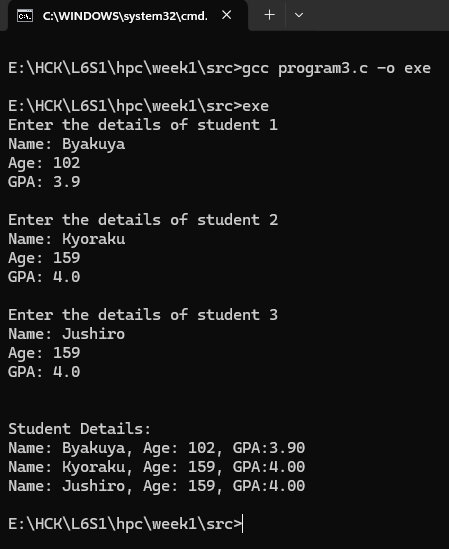 C:\WINDOWS\system32\cmd.
E:\HCK\L6S1\hpc\week1\src>gcc program3.c -o exe
E:\HCK\L6S1\hpc\week1\src>exe
Enter the details of student 1
Name: Byakuya
Age: 102
GPA: 3.9
Enter the details of student 2
Name: Kyoraku
Age: 159
GPA: 4.0
Enter the details of student 3
Name: Jushiro
Age: 159
GPA: 4.0
Student Details:
Name: Byakuya, Age: 102, GPA:3.90
Name: Kyoraku, Age: 159, GPA:4.00
Name: Jushiro, Age: 159, GPA:4.00
E:\HCK\L6S1\hpc\week1\src>